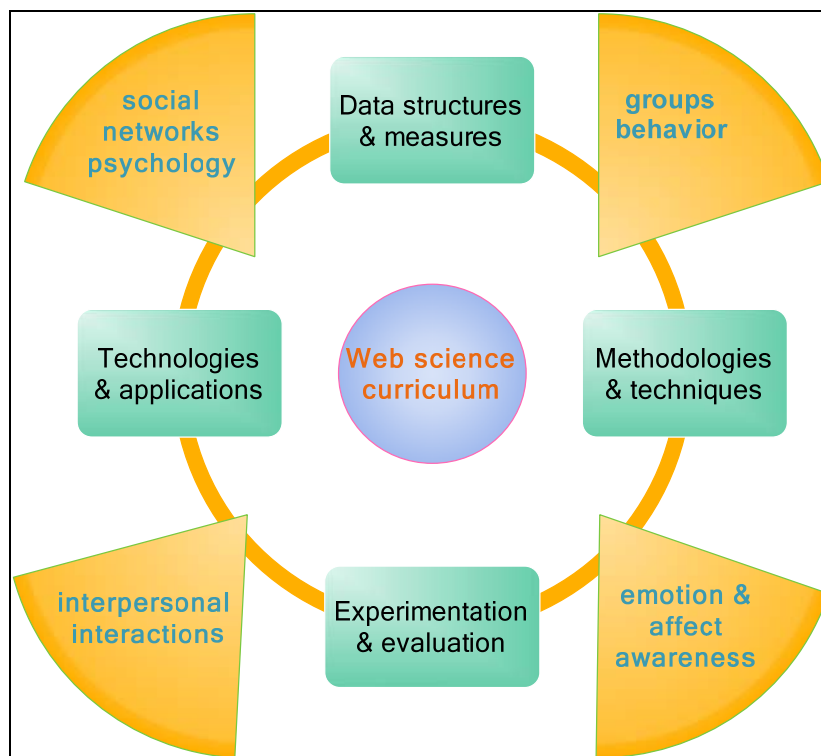 social
networks
psychology
Data structures
& measures
groups
behavior
Technologies
& applications
Web science
curriculum
Methodologies
& techniques
interpersonal
interactions
Experimentation
& evaluation
emotion &
affect
awareness